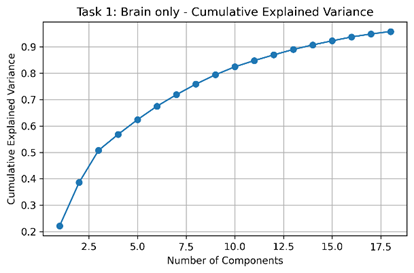 Task 1: Brain only - Cumulative Explained Variance
Cumulative Explained Variance
0.9
0.8
0.7
0.6
0.5
0.4
0.3
0.2
2.5 5.0 7.5 10.0 12.5 15.0 17.5
Number of Components